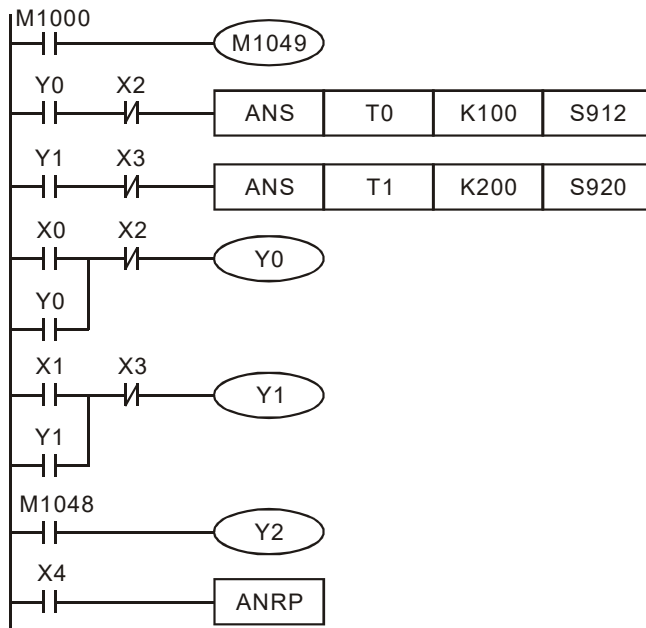 M1000
M1049
Y0 X2
ANS T0 K100 S912
Y1 X3
ANS T1 K200 S920
X0 X2
Y0
Y0
X1 X3
Y1
Y1
M1048
Y2
X4
ANRP